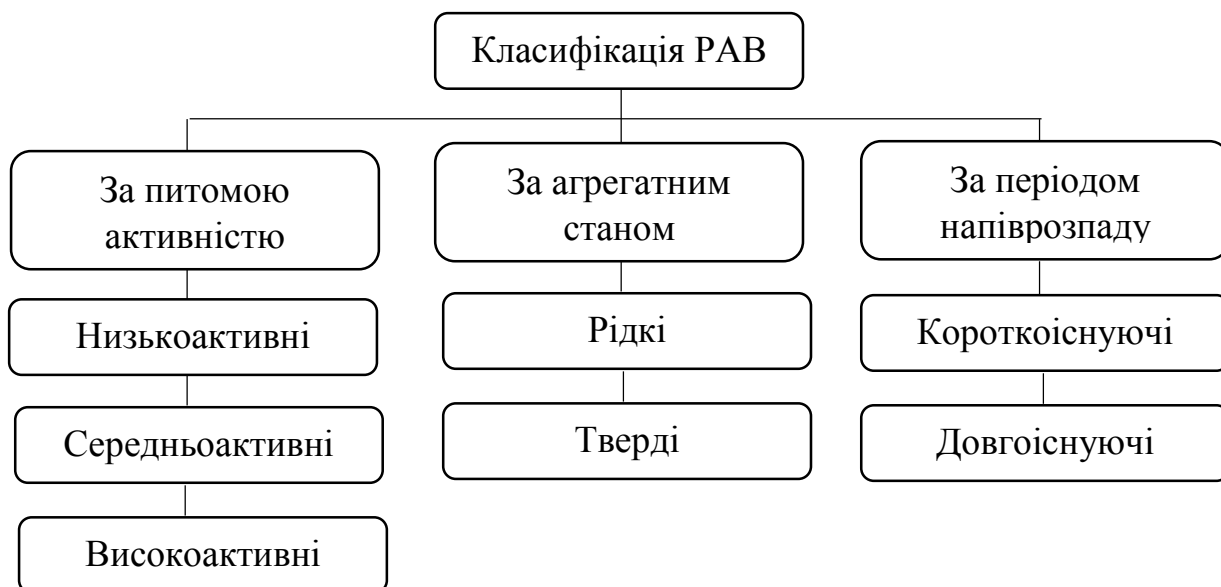 Класифікація РАВ
За питомою
активністю
Низькоактивні
Середньоактивні
Високоактивні
За агрегатним
станом
Рідкі
Тверді
За періодом
напіврозпаду
Короткоіснуючі
Довгоіснуючі